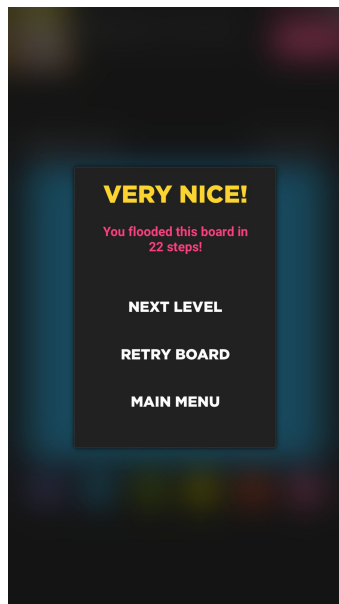 VERY NICE!
You flooded this board in
22 steps!
NEXT LEVEL
RETRY BOARD
MAIN MENU